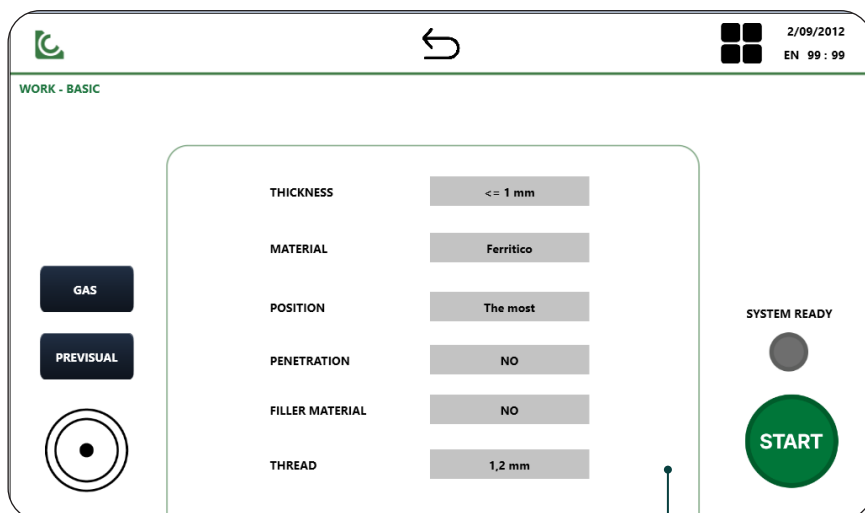 2/09/2012
EN 99 : 99
WORK - BASIC
THICKNESS <= 1 mm
MATERIAL Ferritico
GAS
POSITION The most
SYSTEM READY
PREVISUAL
PENETRATION NO
FILLER MATERIAL NO
START
THREAD 1,2 mm